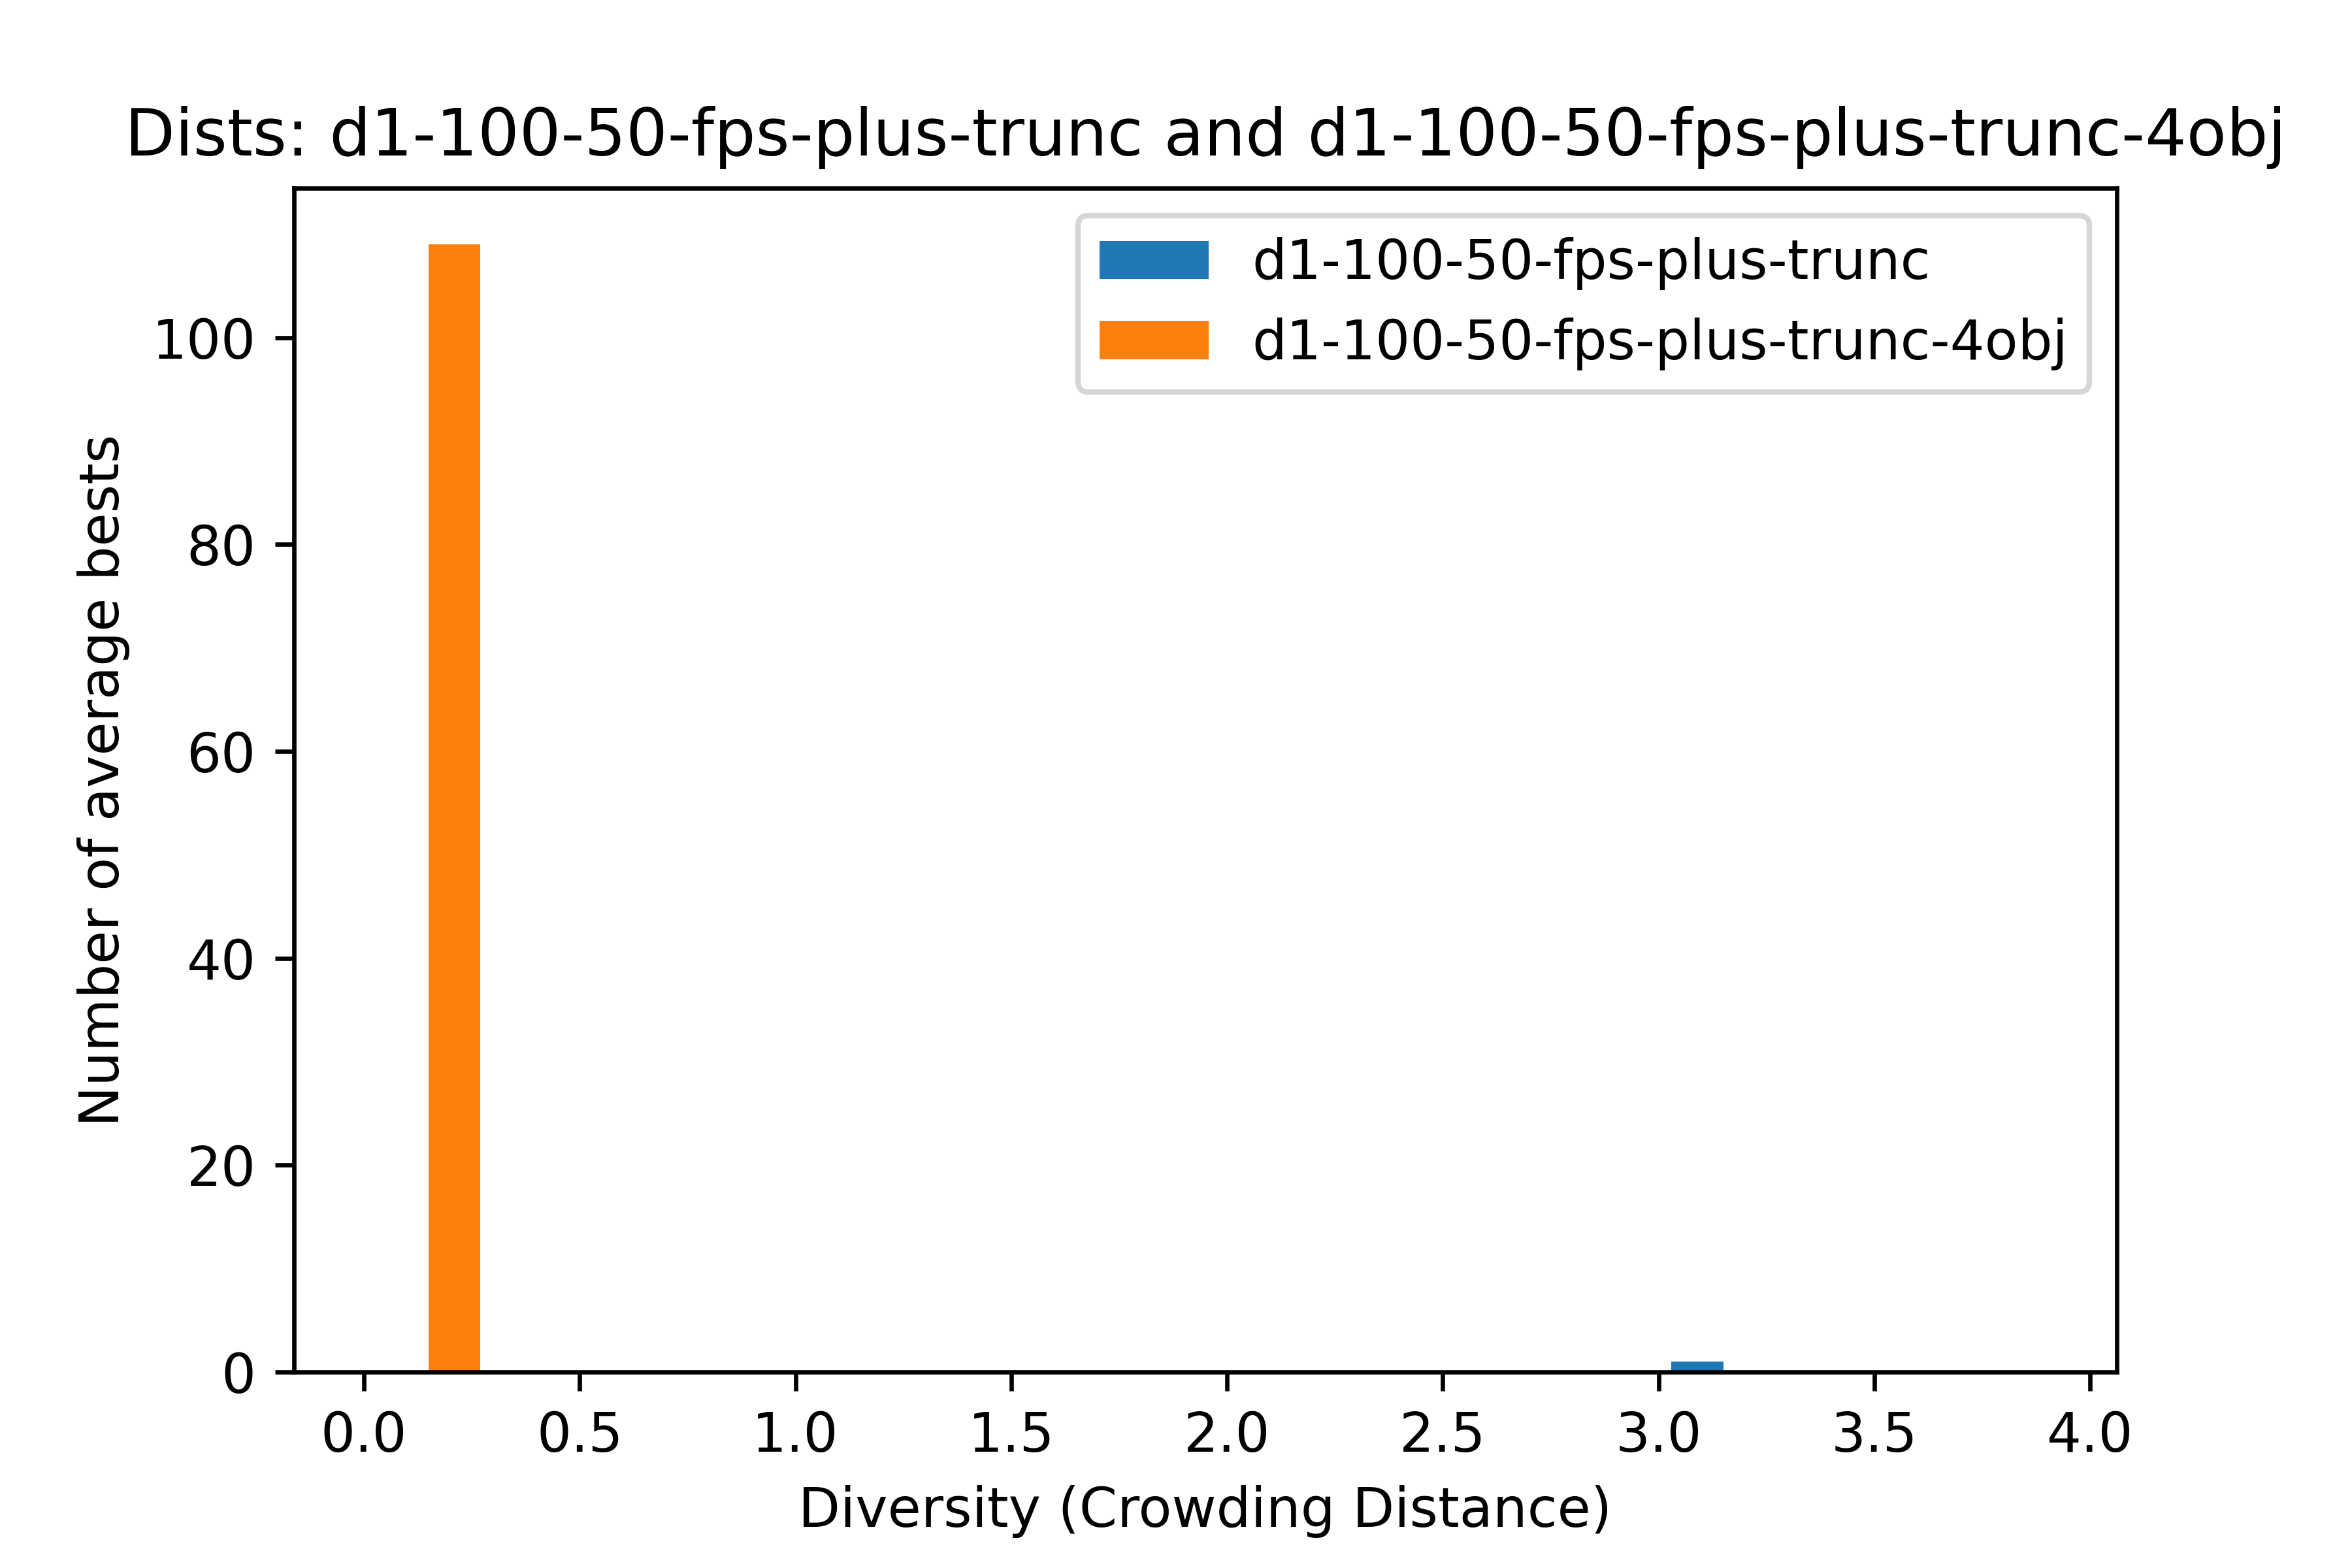 Dists: d1-100-50-fps-plus-trunc and d1-100-50-fps-plus-trunc-4obj
d1-100-50-fps-plus-trunc
d1-100-50-fps-plus-trunc-4obj
Number of average bests
100
80
60
40
20
0
0.0 0.5 1.0 1.5 2.0 2.5 3.0 3.5 4.0
Diversity (Crowding Distance)